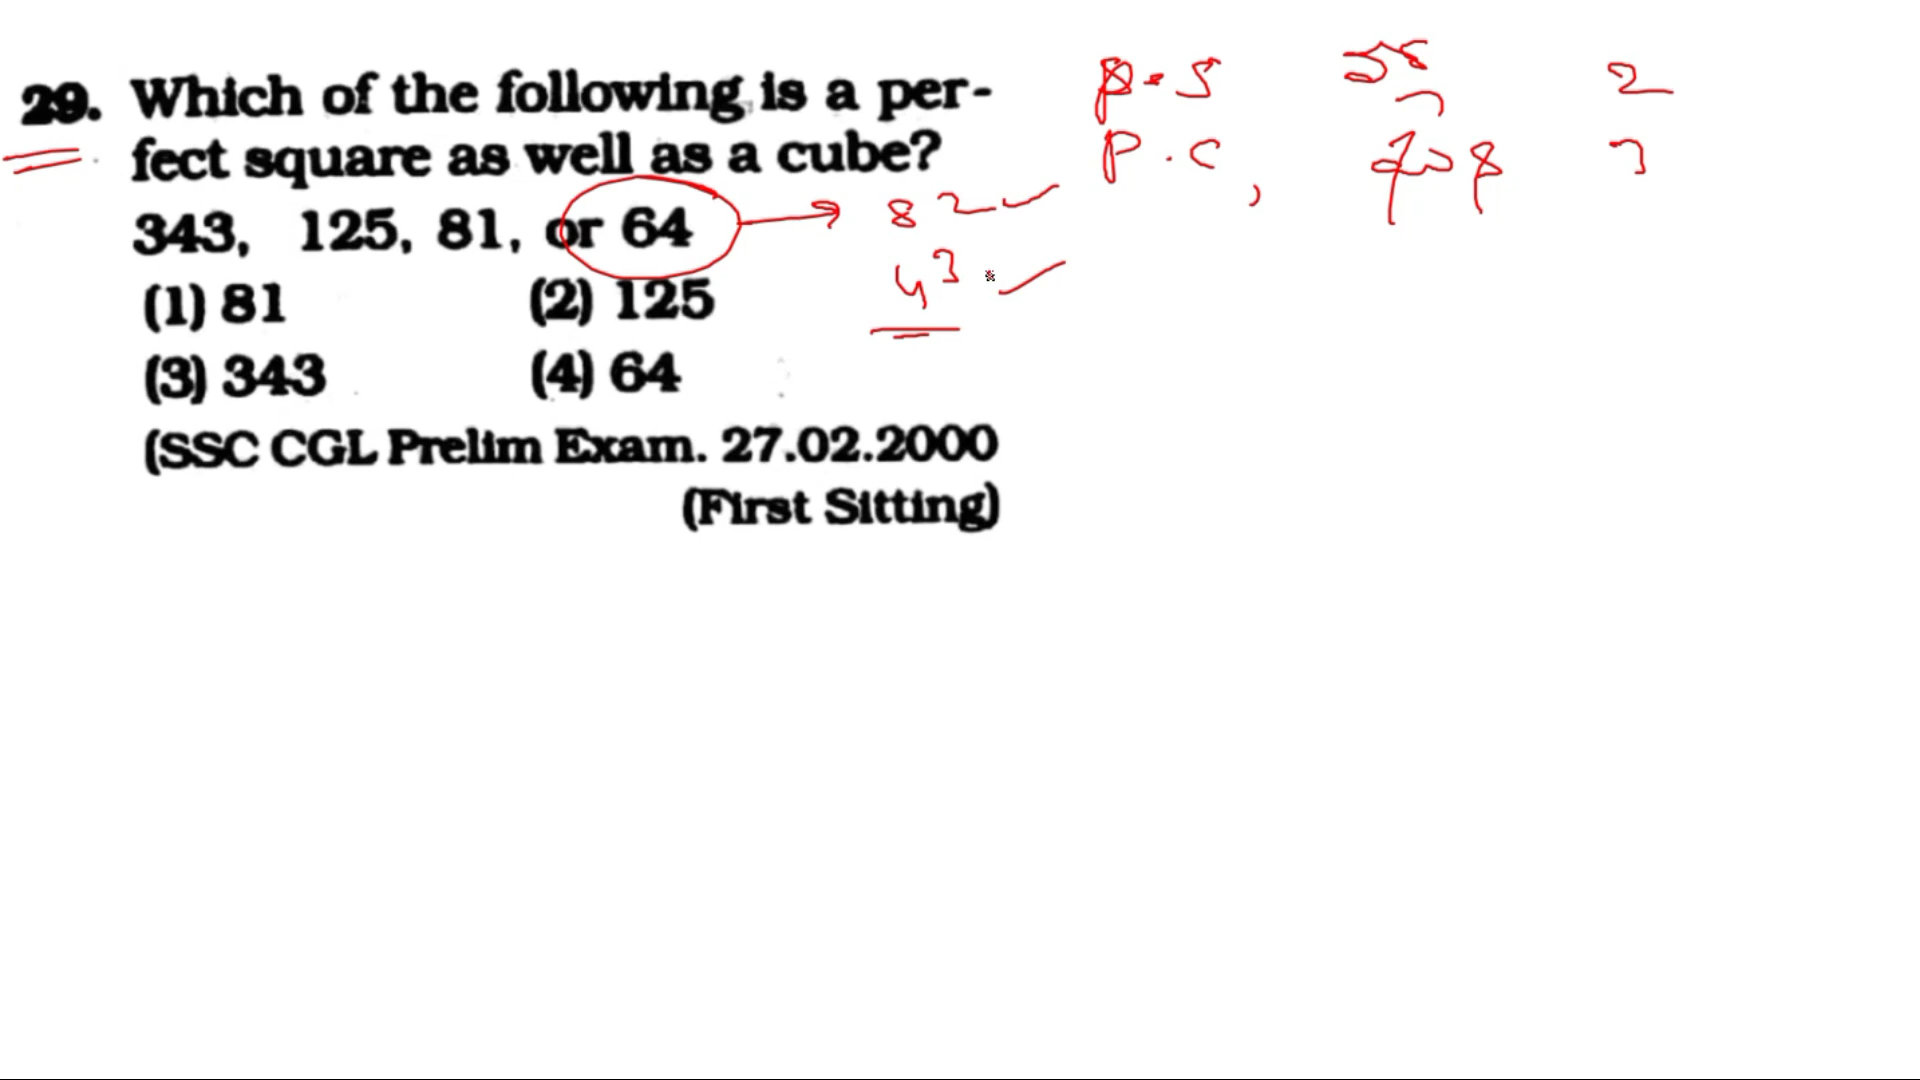 29. Which of the following is a per-
fect square as well as a cube?
343, 125, 81, or 64
(1) 81 (2) 125
(3) 343 (4) 64
(SSC CGL Prelim Exam. 27.02.2000
(First Sitting)
P.S 2
P.C, 3
8²
4³